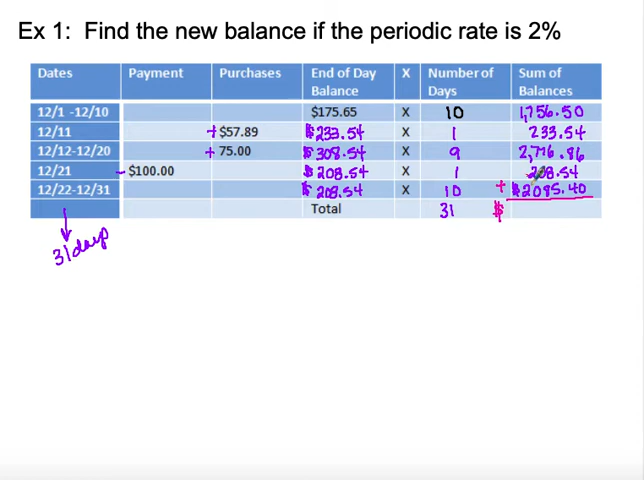 Ex 1: Find the new balance if the periodic rate is 2%
Dates Payment Purchases End of Day Balance X Number of Days Sum of Balances
12/1 -12/10 $175.65 X 10 1,756.50
12/11 + $57.89 $233.54 X 1 233.54
12/12-12/20 + 75.00 $308.54 X 9 2,776.86
12/21 - $100.00 $208.54 X 1 208.54
12/22-12/31 $208.54 X 10 + $2085.40
Total 31 $
31 days